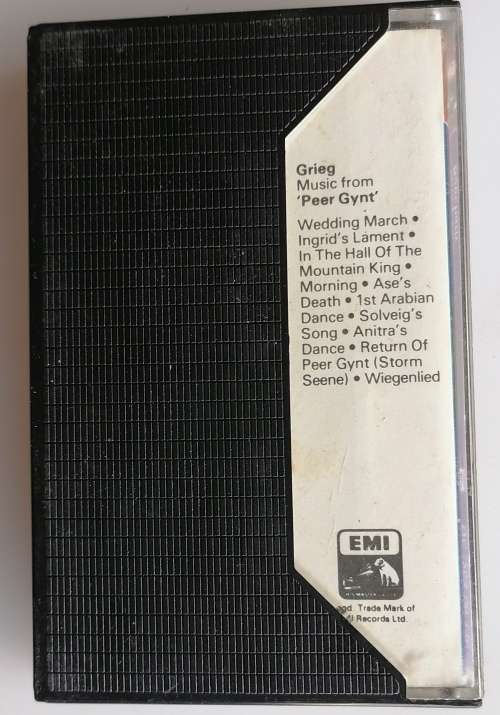 Grieg
Music from
'Peer Gynt'
Wedding March •
Ingrid's Lament •
In The Hall Of The
Mountain King •
Morning • Ase's
Death • 1st Arabian
Dance • Solveig's
Song • Anitra's
Dance • Return Of
Peer Gynt (Storm
Seene) • Wiegenlied
EMI
Trade Mark of
Records Ltd.